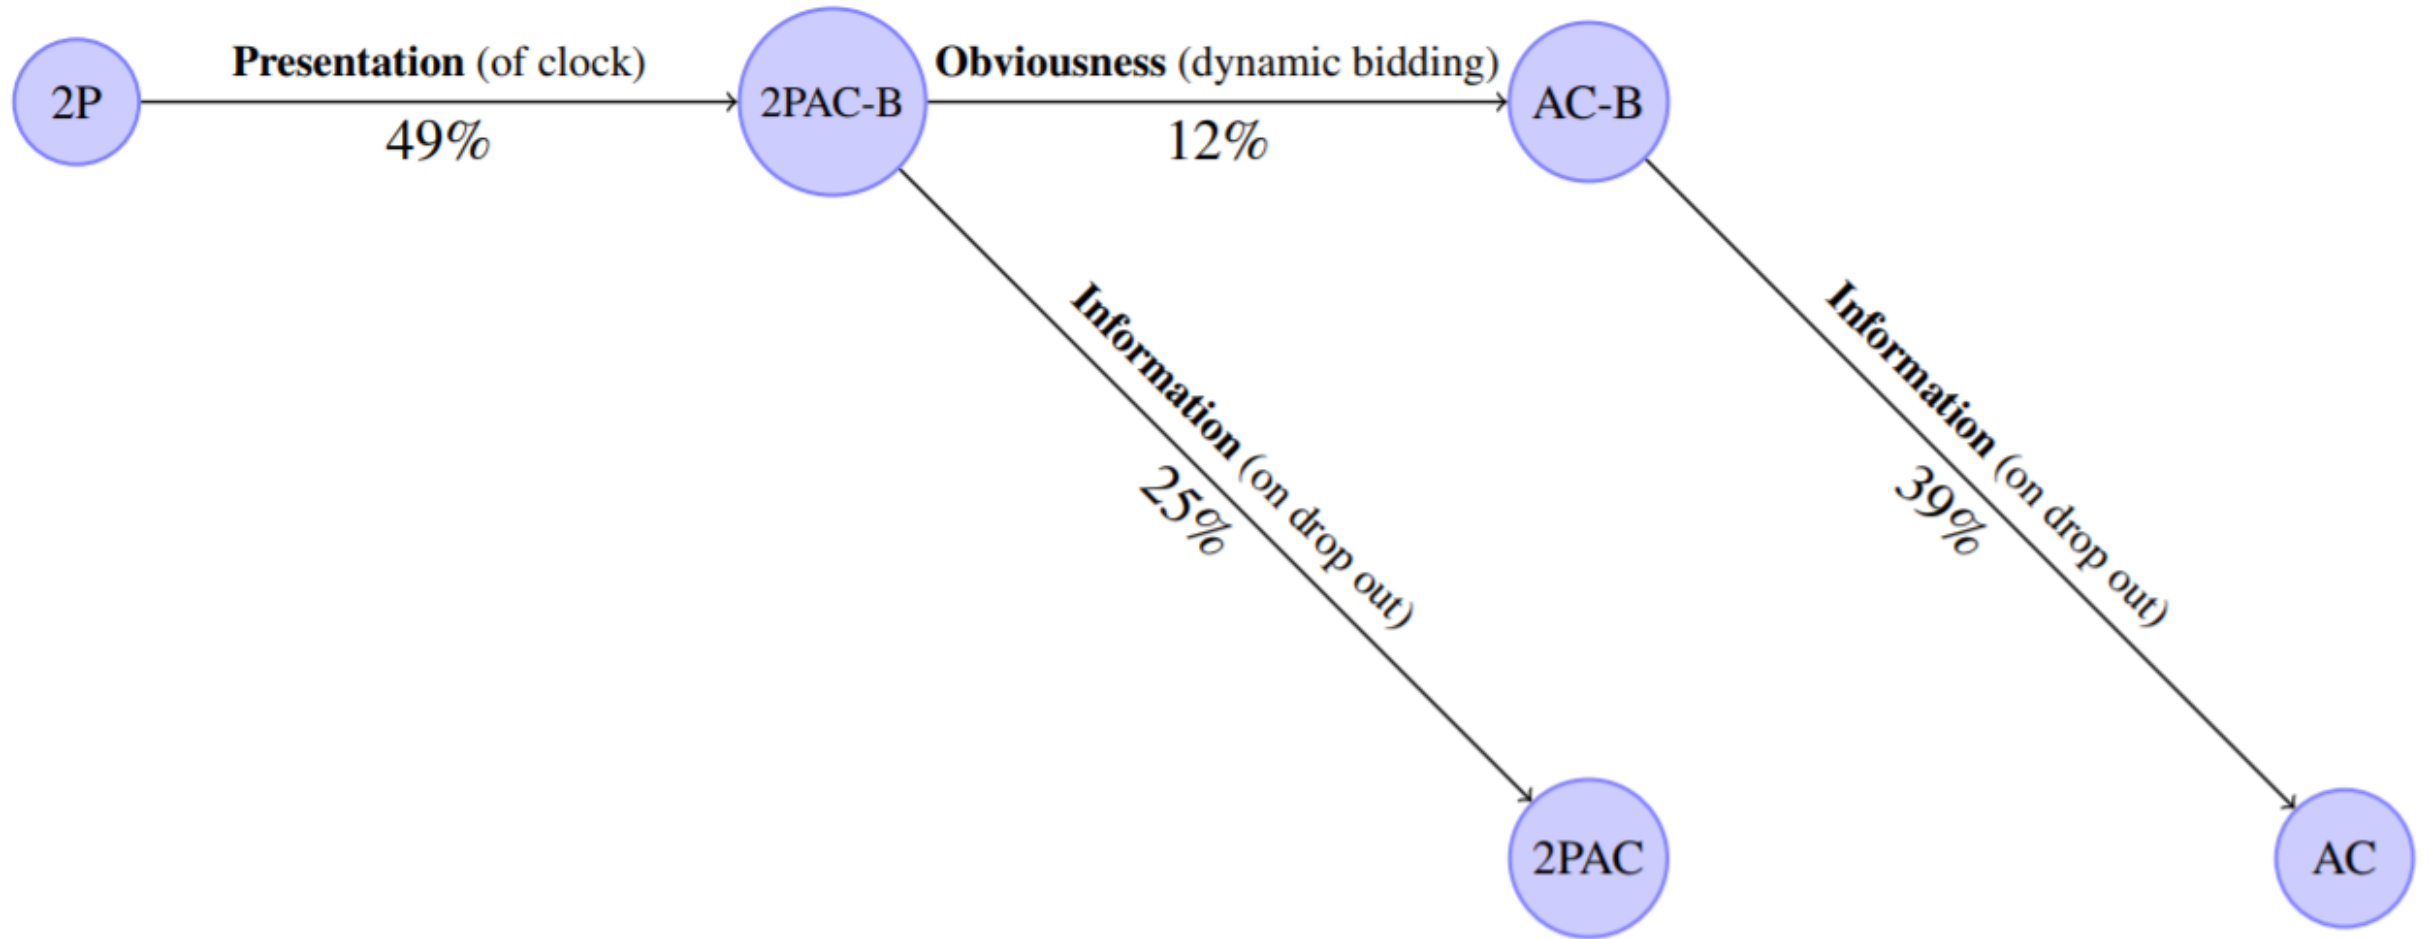 Presentation (of clock)
Obviousness (dynamic bidding)
2P
2PAC-B
AC-B
49%
12%
Information (on drop out)
25%
Information (on drop out)
39%
2PAC
AC